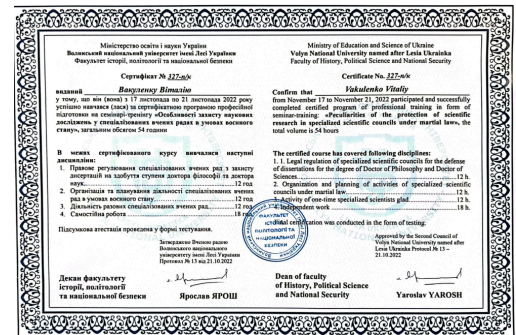 Міністерство освіти і науки України
Волинський національний університет імені Лесі Українки
Факультет історії, політології та національної безпеки
Сертифікат № 327-п/к
виданий Вакуленку Віталію
у тому, що він (вона) з 17 листопада по 21 листопада 2022 року
успішно навчався (лася) за сертифікатною програмою професійної
підготовки на семінарі-тренінгу «Особливості захисту наукових
досліджень у спеціалізованих вчених радах в умовах воєнного
стану», загальним обсягом 54 години
В межах сертифікованого курсу вивчалися наступні
дисципліни:
1. Правове регулювання спеціалізованих вчених рад з захисту
дисертацій на здобуття ступеня доктора філософії та доктора
наук 12 год
2. Організація та планування діяльності спеціалізованих вчених
рад в умовах воєнного стану 12 год
3. Діяльність разових спеціалізованих вчених рад 12 год
4. Самостійна робота 18 год
Підсумкова атестація проведена у формі тестування.
Затверджено Вченою радою
Волинського національного
університету імені Лесі Українки
Протокол № 13 від 21.10.2022
Декан факультету
історії, політології
та національної безпеки Ярослав ЯРОШ
Ministry of Education and Science of Ukraine
Volyn National University named after Lesia Ukrainka
Faculty of History, Political Science and National Security
Certificate No. 327-п/к
Confirm that Vakulenko Vitaliy
from November 17 to November 21, 2022 participated and successfully
completed certified program of professional training in form of
seminar-training: «Peculiarities of the protection of scientific
research in specialized scientific councils under martial law», the
total volume is 54 hours
The certified course has covered following disciplines:
1. 1. Legal regulation of specialized scientific councils for the defense
of dissertations for the degree of Doctor of Philosophy and Doctor of
Sciences 12 h.
2. Organization and planning of activities of specialized scientific
councils under martial law 12 h.
3. Activity of one-time specialized scientists glad 12 h.
4. Independent work 18 h.
certification was conducted in the form of testing.
Approved by the Second Council of
Volyn National University named after
Lesia Ukrainka Protocol № 13 –
21.10.2022
Dean of faculty
of History, Political Science
and National Security Yaroslav YAROSH
ФАКУЛЬТЕТ
ПОЛІТОЛОГІЇ ТА
НАЦІОНАЛЬНОЇ
БЕЗПЕКИ